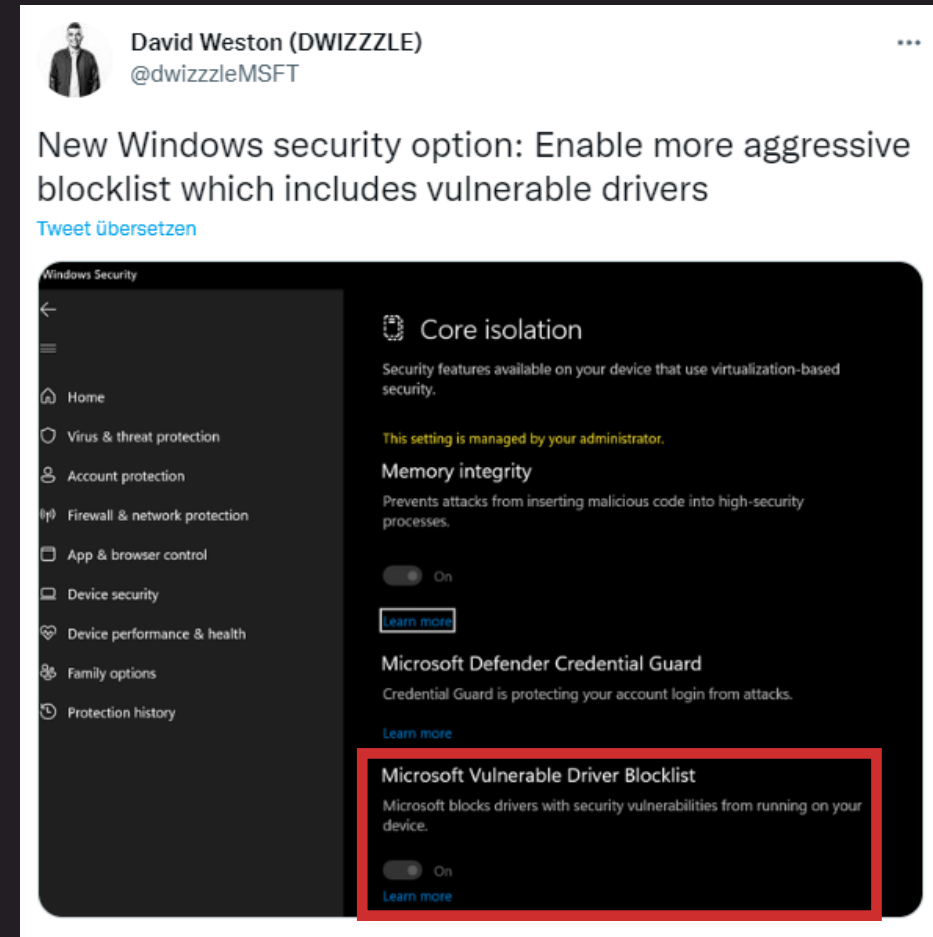 David Weston (DWIZZZLE)
@dwizzzleMSFT
New Windows security option: Enable more aggressive
blocklist which includes vulnerable drivers
Tweet übersetzen
Windows Security
Home
Virus & threat protection
Account protection
Firewall & network protection
App & browser control
Device security
Device performance & health
Family options
Protection history
Core isolation
Security features available on your device that use virtualization-based
security.
This setting is managed by your administrator.
Memory integrity
Prevents attacks from inserting malicious code into high-security
processes.
On
Learn more
Microsoft Defender Credential Guard
Credential Guard is protecting your account login from attacks.
Learn more
Microsoft Vulnerable Driver Blocklist
Microsoft blocks drivers with security vulnerabilities from running on your
device.
On
Learn more